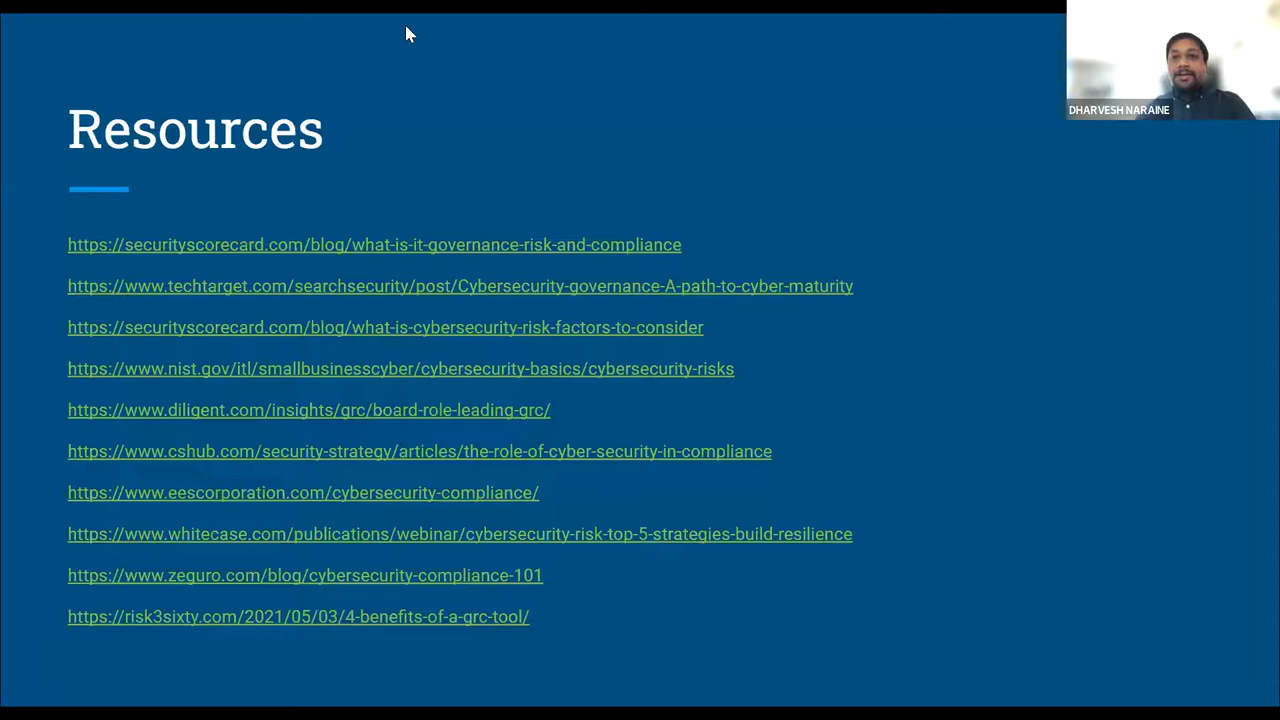 Resources
DHARVESH NARAINE
https://securityscorecard.com/blog/what-is-it-governance-risk-and-compliance
https://www.techtarget.com/searchsecurity/post/Cybersecurity-governance-A-path-to-cyber-maturity
https://securityscorecard.com/blog/what-is-cybersecurity-risk-factors-to-consider
https://www.nist.gov/itl/smallbusinesscyber/cybersecurity-basics/cybersecurity-risks
https://www.diligent.com/insights/grc/board-role-leading-grc/
https://www.cshub.com/security-strategy/articles/the-role-of-cyber-security-in-compliance
https://www.eescorporation.com/cybersecurity-compliance/
https://www.whitecase.com/publications/webinar/cybersecurity-risk-top-5-strategies-build-resilience
https://www.zeguro.com/blog/cybersecurity-compliance-101
https://risk3sixty.com/2021/05/03/4-benefits-of-a-grc-tool/